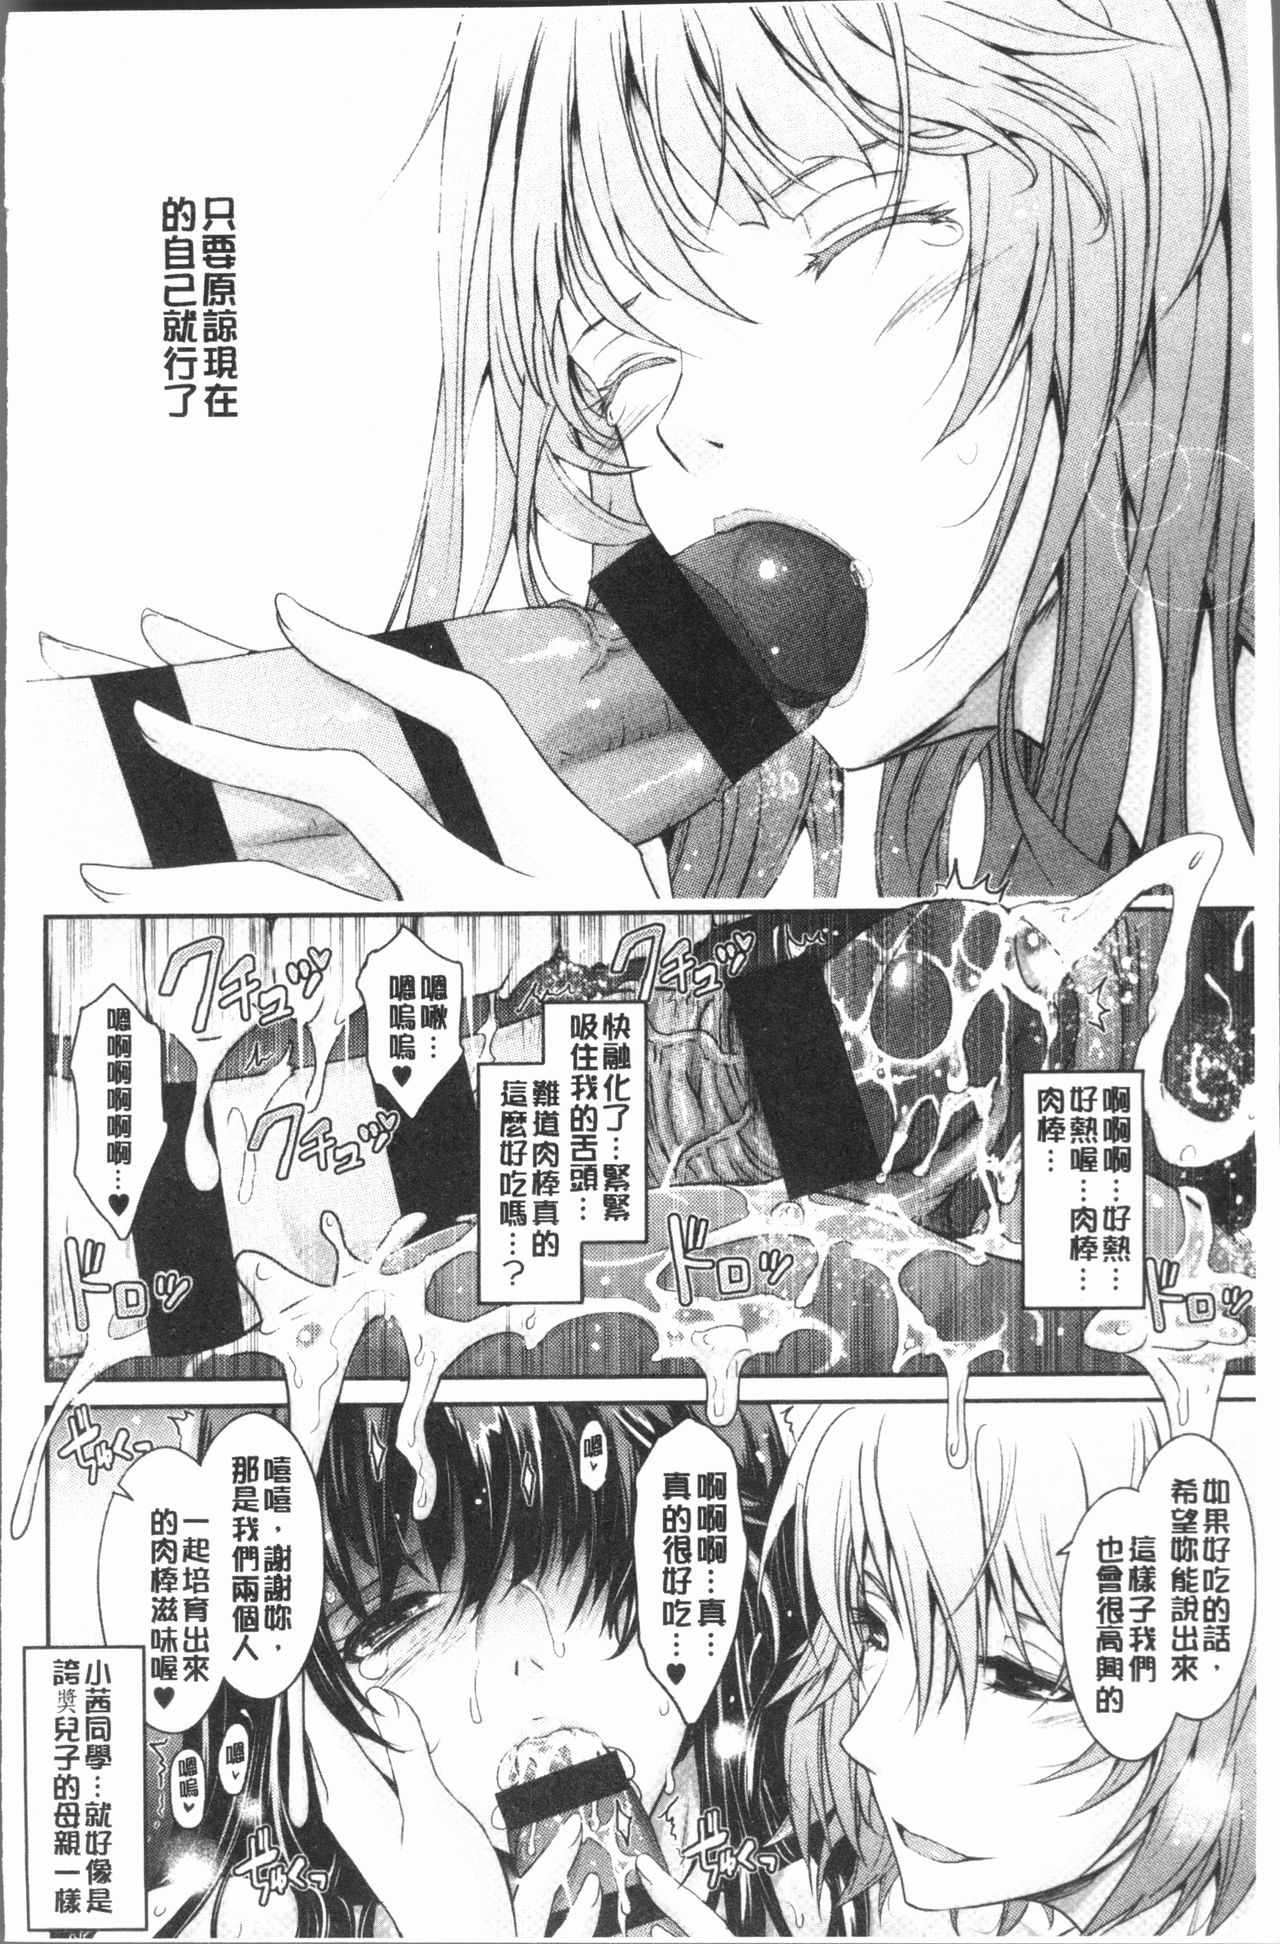 只要原諒現在
的自己就行了
啊啊啊…好熱…
好熱喔…肉棒…
肉棒…
快融化了…緊緊
吸住我的舌頭…
難道肉棒真的
這麼好吃嗎…？
嗯啾…
嗯嗚嗚♥
嗯啊啊啊啊啊…♥
クチュッ♡
クチュッ♡
クチュッ♡
ドロッ
ドロッ
ドロッ
如果好吃的話，
希望妳能說出來
這樣子我們
也會很高興的
啊啊啊…真…
真的很好吃…♥
嗯♥
嘻嘻，謝謝妳，
那是我們兩個人
一起培育出來
的肉棒滋味喔♥
嗯♥
嗯嗚♥
ぢゅくっ
ぢゅくっ
小茜同學…就好像是
誇獎兒子的母親一樣